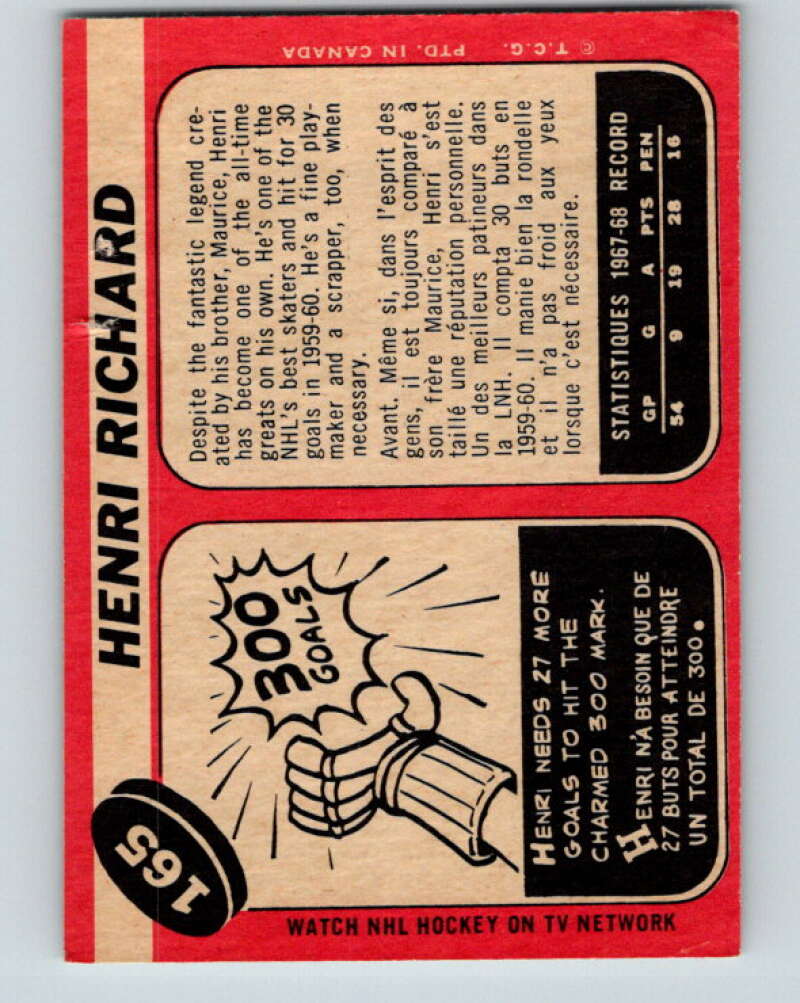 165
HENRI RICHARD
300
GOALS
HENRI NEEDS 27 MORE
GOALS TO HIT THE
CHARMED 300 MARK.
HENRI N'A BESOIN QUE DE
27 BUTS POUR ATTEINDRE
UN TOTAL DE 300.
Despite the fantastic legend cre-
ated by his brother, Maurice, Henri
has become one of the all-time
greats on his own. He's one of the
NHL's best skaters and hit for 30
goals in 1959-60. He's a fine play-
maker and a scrapper, too, when
necessary.
Avant. Même si, dans l'esprit des
gens, il est toujours comparé à
son frère Maurice, Henri s'est
taillé une réputation personnelle.
Un des meilleurs patineurs dans
la LNH. Il compta 30 buts en
1959-60. Il manie bien la rondelle
et il n'a pas froid aux yeux
lorsque c'est nécessaire.
STATISTIQUES 1967-68 RECORD
GP G A PTS PEN
54 9 19 28 16
WATCH NHL HOCKEY ON TV NETWORK
© T.C.G. PTD. IN CANADA